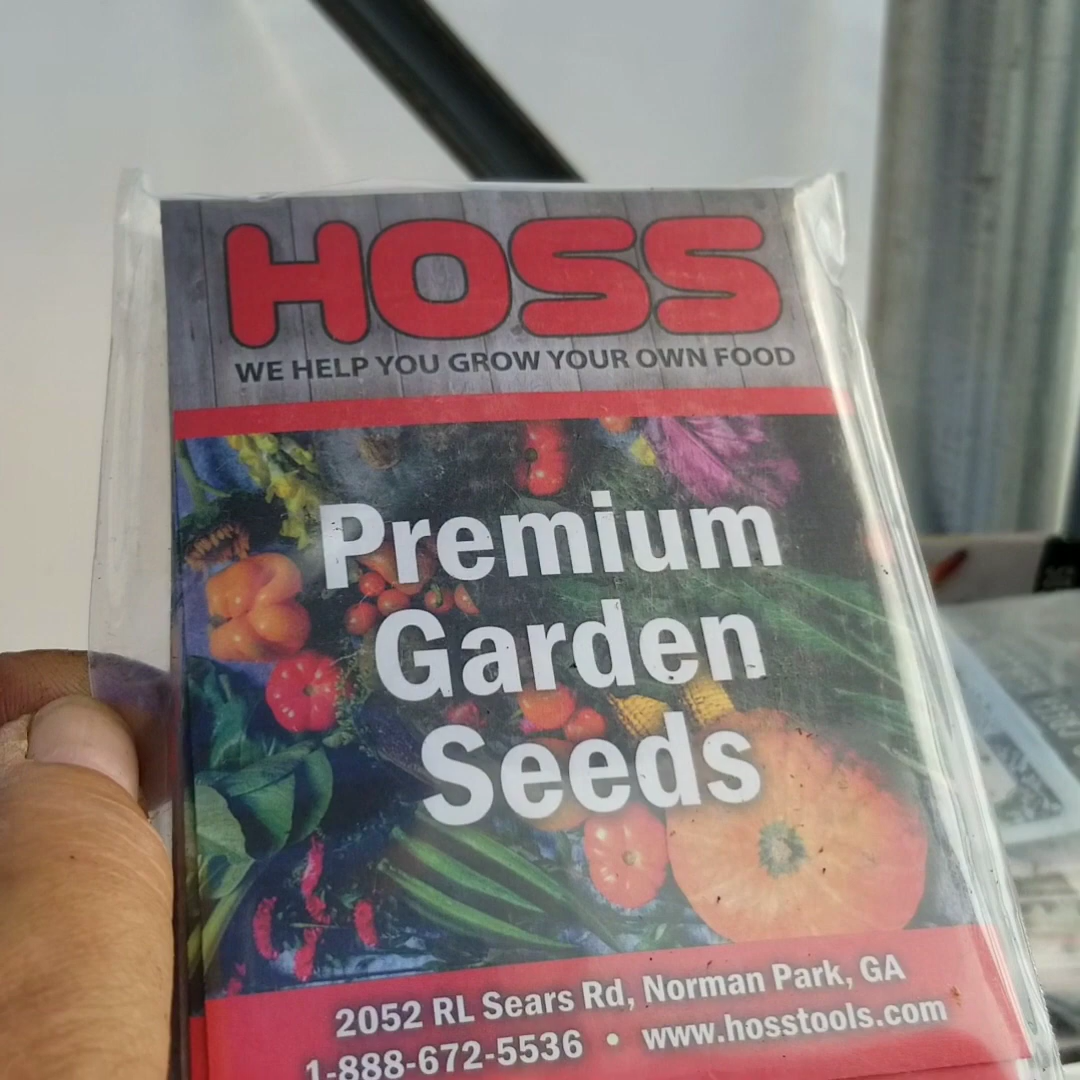 HOSS
WE HELP YOU GROW YOUR OWN FOOD
Premium
Garden
Seeds
2052 RL Sears Rd, Norman Park, GA
1-888-672-5536 • www.hosstools.com